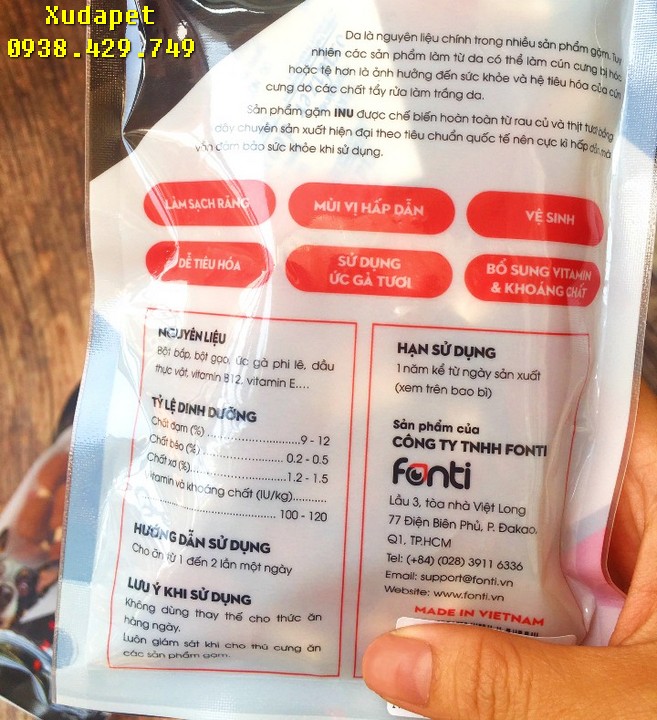 Xudapet
0938.429.749
Da là nguyên liệu chính trong nhiều sản phẩm gặm. Tuy
nhiên các sản phẩm làm từ da có thể làm cún cưng bị hóc,
hoặc tệ hơn là ảnh hưởng đến sức khỏe và hệ tiêu hóa của cún
cưng do các chất tẩy rửa làm trắng da.
Sản phẩm gặm INU được chế biến hoàn toàn từ rau củ và thịt tươi bằng
dây chuyền sản xuất hiện đại theo tiêu chuẩn quốc tế nên cực kì hấp dẫn mà
vẫn đảm bảo sức khỏe khi sử dụng.
LÀM SẠCH RĂNG
MÙI VỊ HẤP DẪN
VỆ SINH
DỄ TIÊU HÓA
SỬ DỤNG
ỨC GÀ TƯƠI
BỔ SUNG VITAMIN
& KHOÁNG CHẤT
NGUYÊN LIỆU
Bột bắp, bột gạo, ức gà phi lê, dầu
thực vật, vitamin B12, vitamin E....
TỶ LỆ DINH DƯỠNG
Chất đạm (%) ............................9 - 12
Chất béo (%) ......................... 0.2 - 0.5
Chất xơ (%)............................1.2 - 1.5
Vitamin và khoáng chất (IU/kg)..........
............................... 100 - 120
HƯỚNG DẪN SỬ DỤNG
Cho ăn từ 1 đến 2 lần một ngày
LƯU Ý KHI SỬ DỤNG
Không dùng thay thế cho thức ăn
hàng ngày.
Luôn giám sát khi cho thú cưng ăn
các sản phẩm gặm.
HẠN SỬ DỤNG
1 năm kể từ ngày sản xuất
(xem trên bao bì)
Sản phẩm của
CÔNG TY TNHH FONTI
fonti
Lầu 3, tòa nhà Việt Long
77 Điện Biên Phủ, P. Đakao,
Q1, TP.HCM
Tel: (+84) (028) 3911 6336
Email: support@fonti.vn
Website: www.fonti.vn
MADE IN VIETNAM